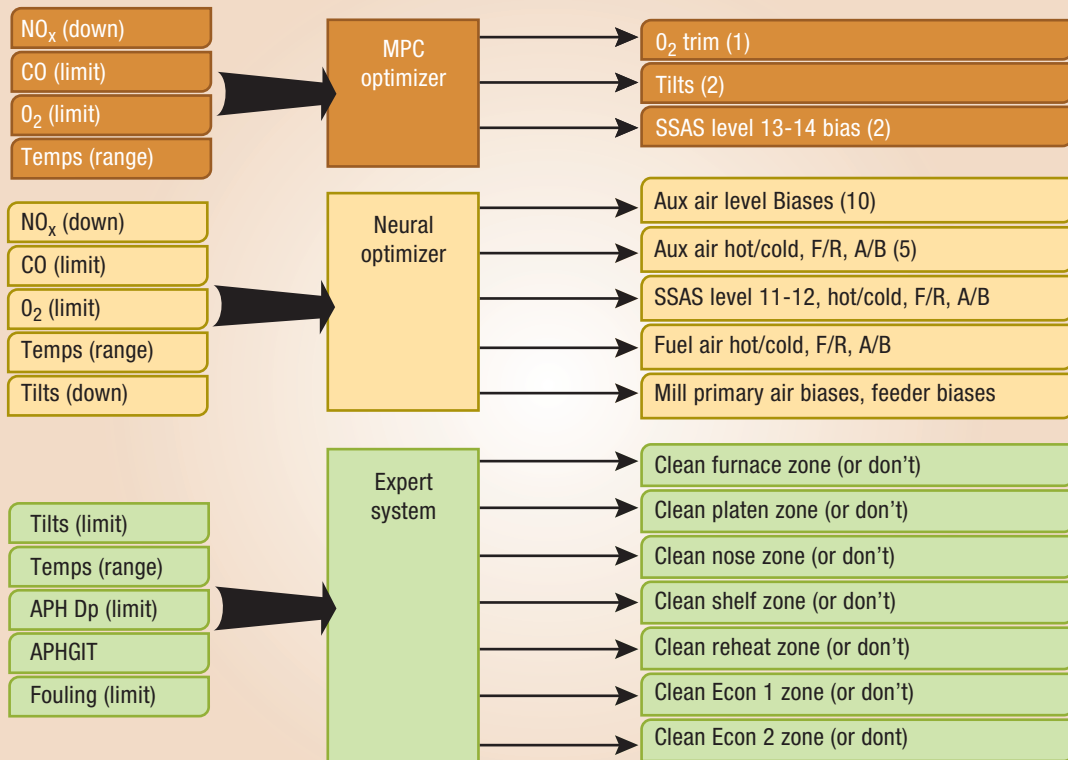 NOx (down)
CO (limit)
O2 (limit)
Temps (range)
MPC
optimizer
O2 trim (1)
Tilts (2)
SSAS level 13-14 bias (2)
NOx (down)
CO (limit)
O2 (limit)
Temps (range)
Tilts (down)
Neural
optimizer
Aux air level Biases (10)
Aux air hot/cold, F/R, A/B (5)
SSAS level 11-12, hot/cold, F/R, A/B
Fuel air hot/cold, F/R, A/B
Mill primary air biases, feeder biases
Tilts (limit)
Temps (range)
APH Dp (limit)
APHGIT
Fouling (limit)
Expert
system
Clean furnace zone (or don't)
Clean platen zone (or don't)
Clean nose zone (or don't)
Clean shelf zone (or don't)
Clean reheat zone (or don't)
Clean Econ 1 zone (or don't)
Clean Econ 2 zone (or dont)